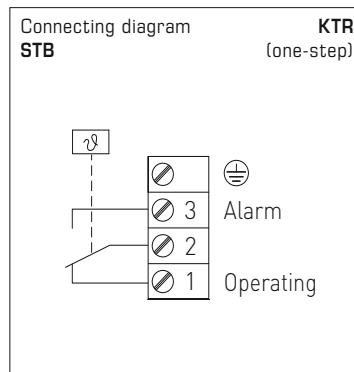 Connecting diagram KTR
STB (one-step)
ϑ
3 Alarm
2
1 Operating